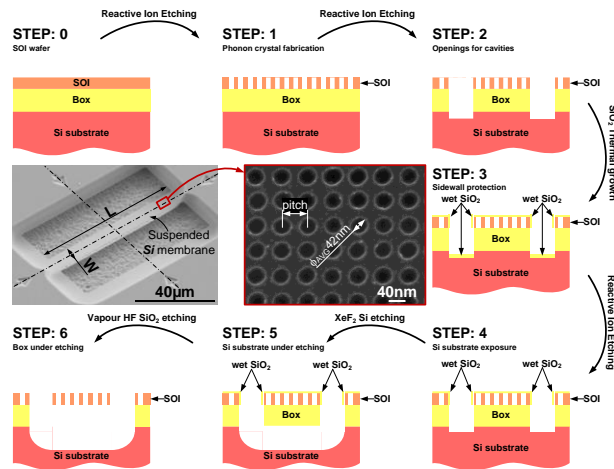 Reactive Ion Etching
Reactive Ion Etching
STEP: 0
SOI wafer
STEP: 1
Phonon crystal fabrication
STEP: 2
Openings for cavities
SOI
Box
Si substrate
SOI
Box
Si substrate
SOI
Box
Si substrate
SiO2 Thermal grown
L
W
Suspended
Si membrane
40µm
pitch
ΦAVG 42nm
40nm
STEP: 3
Sidewall protection
wet SiO2
wet SiO2
SOI
Box
Si substrate
Reactive Ion Etching
Vapour HF SiO2 etching
XeF2 Si etching
STEP: 6
Box under etching
STEP: 5
Si substrate under etching
STEP: 4
Si substrate exposure
wet SiO2
wet SiO2
wet SiO2
wet SiO2
SOI
Si substrate
SOI
Box
Si substrate
SOI
Box
Si substrate